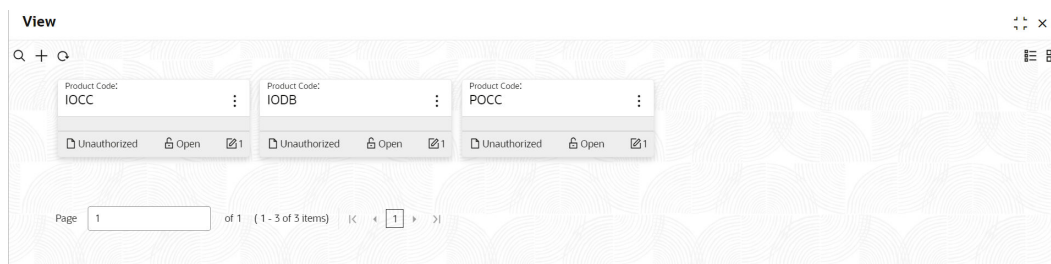 View
Product Code:
IOCC
Unauthorized Open 1
Product Code:
IODB
Unauthorized Open 1
Product Code:
POCC
Unauthorized Open 1
Page 1 of 1 (1 - 3 of 3 items) 1